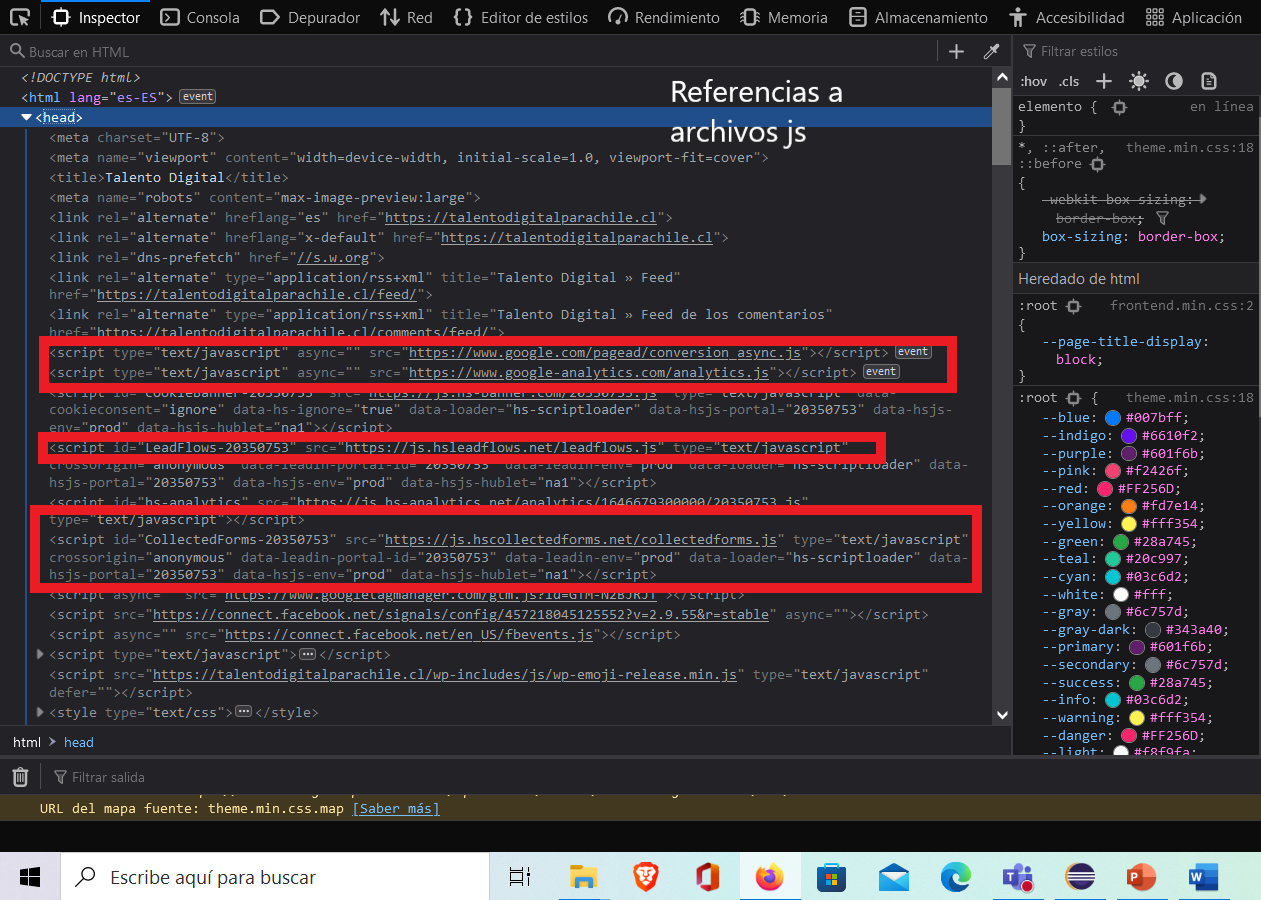 Inspector Consola Depurador Red Editor de estilos Rendimiento Memoria Almacenamiento Accesibilidad Aplicación
Buscar en HTML
<!DOCTYPE html>
<html lang="es-ES"> event
<head>
<meta charset="UTF-8">
<meta name="viewport" content="width=device-width, initial-scale=1.0, viewport-fit=cover">
<title>Talento Digital</title>
<meta name="robots" content="max-image-preview:large">
<link rel="alternate" hreflang="es" href="https://talentodigitalparachile.cl">
<link rel="alternate" hreflang="x-default" href="https://talentodigitalparachile.cl">
<link rel="dns-prefetch" href="//s.w.org">
<link rel="alternate" type="application/rss+xml" title="Talento Digital » Feed"
href="https://talentodigitalparachile.cl/feed/">
<link rel="alternate" type="application/rss+xml" title="Talento Digital » Feed de los comentarios"
href="https://talentodigitalparachile.cl/comments/feed/">
<script type="text/javascript" async="" src="https://www.google.com/pagead/conversion_async.js"></script> event
<script type="text/javascript" async="" src="https://www.google-analytics.com/analytics.js"></script> event
<script id="CookieBanner-20350753" src="https://js.hs-banner.com/20350753.js" type="text/javascript" data-
cookieconsent="ignore" data-hs-ignore="true" data-loader="hs-scriptloader" data-hsjs-portal="20350753" data-hsjs-
env="prod" data-hsjs-hublet="na1"></script>
<script id="LeadFlows-20350753" src="https://js.hsleadflows.net/leadflows.js" type="text/javascript"
crossorigin="anonymous" data-leadin-portal-id="20350753" data-leadin-env="prod" data-loader="hs-scriptloader" data-
hsjs-portal="20350753" data-hsjs-env="prod" data-hsjs-hublet="na1"></script>
<script id="hs-analytics" src="https://js.hs-analytics.net/analytics/1646679300000/20350753.js"
type="text/javascript"></script>
<script id="CollectedForms-20350753" src="https://js.hscollectedforms.net/collectedforms.js" type="text/javascript"
crossorigin="anonymous" data-leadin-portal-id="20350753" data-leadin-env="prod" data-loader="hs-scriptloader" data-
hsjs-portal="20350753" data-hsjs-env="prod" data-hsjs-hublet="na1"></script>
<script async="" src="https://www.googletagmanager.com/gtm.js?id=GTM-N2BJRJT"></script>
<script src="https://connect.facebook.net/signals/config/457218045125552?v=2.9.55&r=stable" async=""></script>
<script async="" src="https://connect.facebook.net/en_US/fbevents.js"></script>
<script type="text/javascript">···</script>
<script src="https://talentodigitalparachile.cl/wp-includes/js/wp-emoji-release.min.js" type="text/javascript"
defer=""></script>
<style type="text/css">···</style>
Referencias a
archivos js
html > head
Filtrar estilos
:hov .cls
elemento { en línea
}
*, ::after, theme.min.css:18
::before
{
-webkit-box-sizing:
border-box;
box-sizing: border-box;
}
Heredado de html
:root frontend.min.css:2
{
--page-title-display:
block;
}
:root { theme.min.css:18
--blue: #007bff;
--indigo: #6610f2;
--purple: #601f6b;
--pink: #f2426f;
--red: #FF256D;
--orange: #fd7e14;
--yellow: #fff354;
--green: #28a745;
--teal: #20c997;
--cyan: #03c6d2;
--white: #fff;
--gray: #6c757d;
--gray-dark: #343a40;
--primary: #601f6b;
--secondary: #6c757d;
--success: #28a745;
--info: #03c6d2;
--warning: #fff354;
--danger: #FF256D;
--light: #f8f9fa;
Filtrar salida
URL del mapa fuente: theme.min.css.map [Saber más]
Escribe aquí para buscar